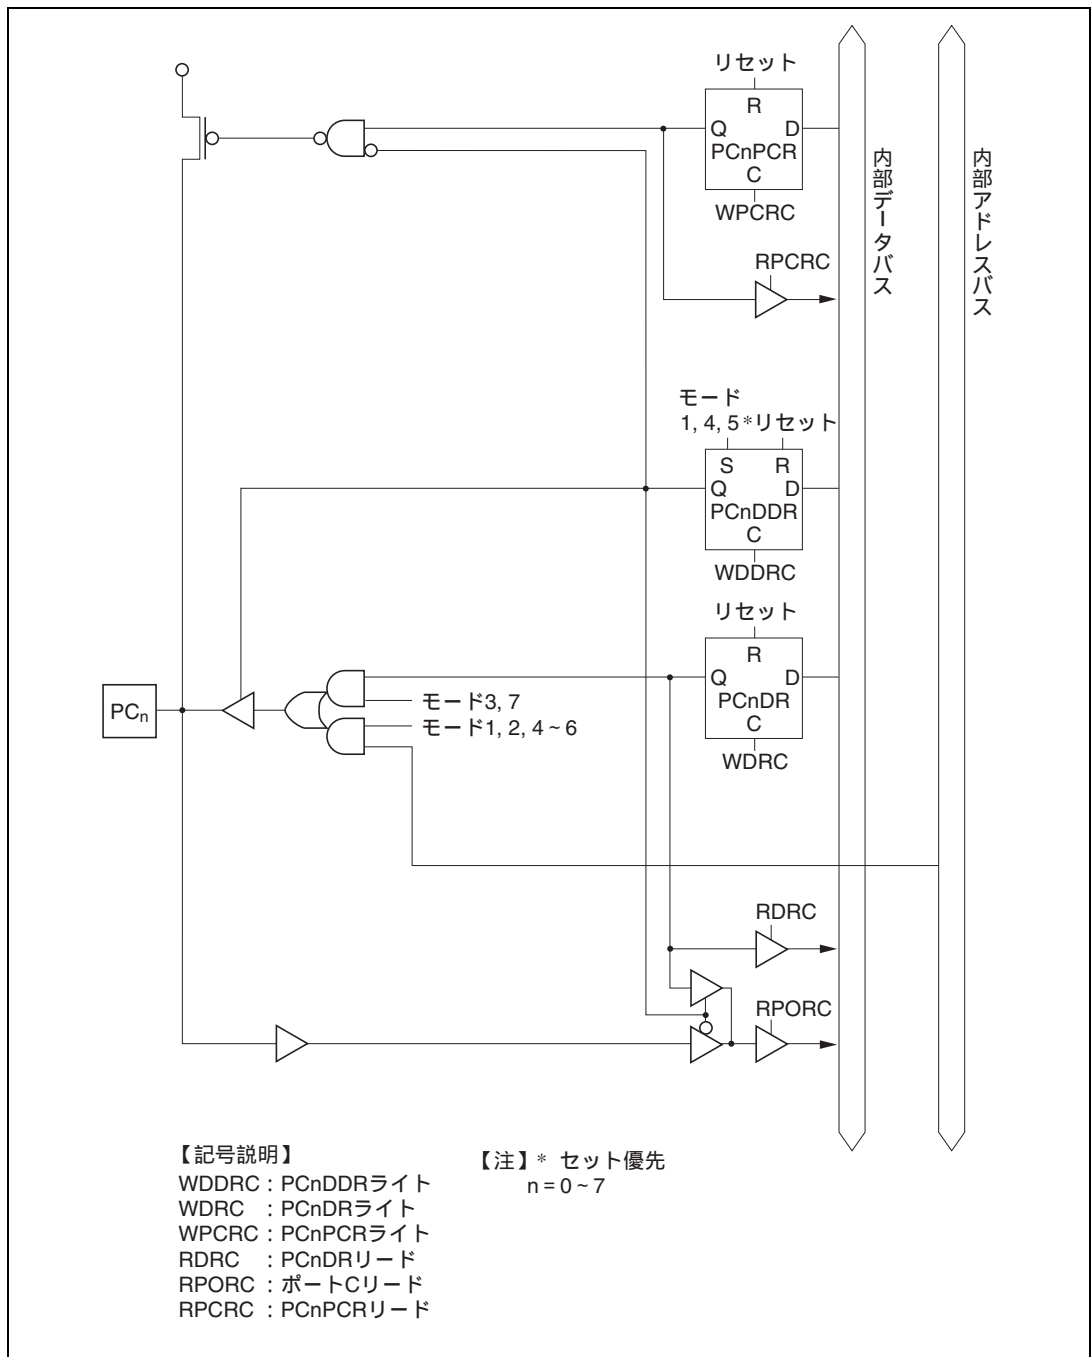 リセット
R
Q D
PCnPCR
C
WPCRC
RPCRC
内部データバス
内部アドレスバス
モード
1, 4, 5*リセット
S R
Q D
PCnDDR
C
WDDRC
リセット
R
Q D
PCnDR
C
WDRC
PCn
モード3, 7
モード1, 2, 4~6
RDRC
RPORC
【記号説明】
WDDRC:PCnDDRライト
WDRC :PCnDRライト
WPCRC:PCnPCRライト
RDRC :PCnDRリード
RPORC:ポートCリード
RPCRC:PCnPCRリード
【注】* セット優先
n = 0~7